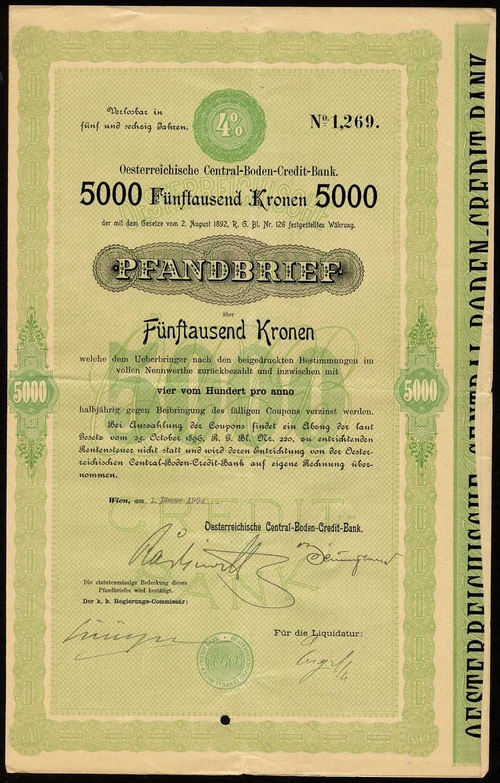 Verlosbar in
fünf und sechzig Jahren.
4%
No. 1,269.
Oesterreichische Central-Boden-Credit-Bank.
5000 Fünftausend Kronen 5000
der mit dem Gesetze vom 2. August 1892, R. G. Bl. Nr. 126 festgestellten Währung.
PFANDBRIEF
über
Fünftausend Kronen
welche dem Ueberbringer nach den beigedruckten Bestimmungen im
vollen Nennwerthe zurückbezahlt und inzwischen mit
5000
5000
vier vom Hundert pro anno
halbjährig gegen Beibringung des fälligen Coupons verzinst werden.
Bei Auszahlung der Coupons findet ein Abzug der laut
Gesetz vom 25. October 1896, R. G. Bl. Nr. 220, zu entrichtenden
Rentensteuer nicht statt und wird deren Entrichtung von der Oester-
reichischen Central-Boden-Credit-Bank auf eigene Rechnung über-
nommen.
Wien, am 1. Jänner
CREDIT
BANK
Oesterreichische Central-Boden-Credit-Bank.
Die statutenmässige Bedeckung dieses
Pfandbriefes wird bestätigt.
Der k. k. Regierungs-Commissär:
Für die Liquidatur:
OESTERREICHISCHE CENTRAL-BODEN-CREDIT-BANK